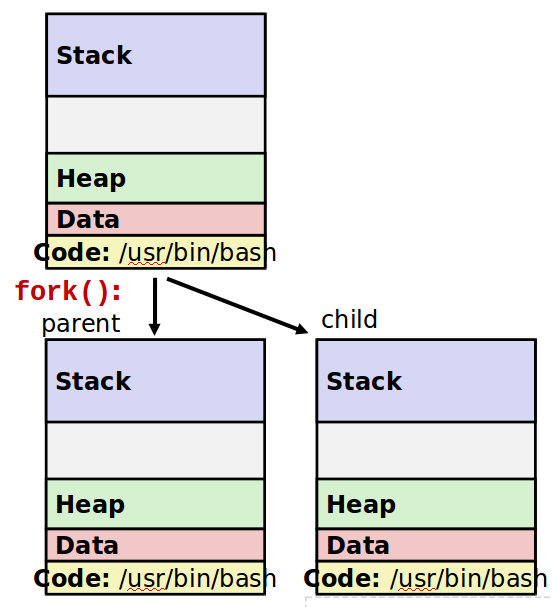 Stack
Heap
Data
Code: /usr/bin/bash
fork():
parent
child
Stack
Heap
Data
Code: /usr/bin/bash
Stack
Heap
Data
Code: /usr/bin/bash